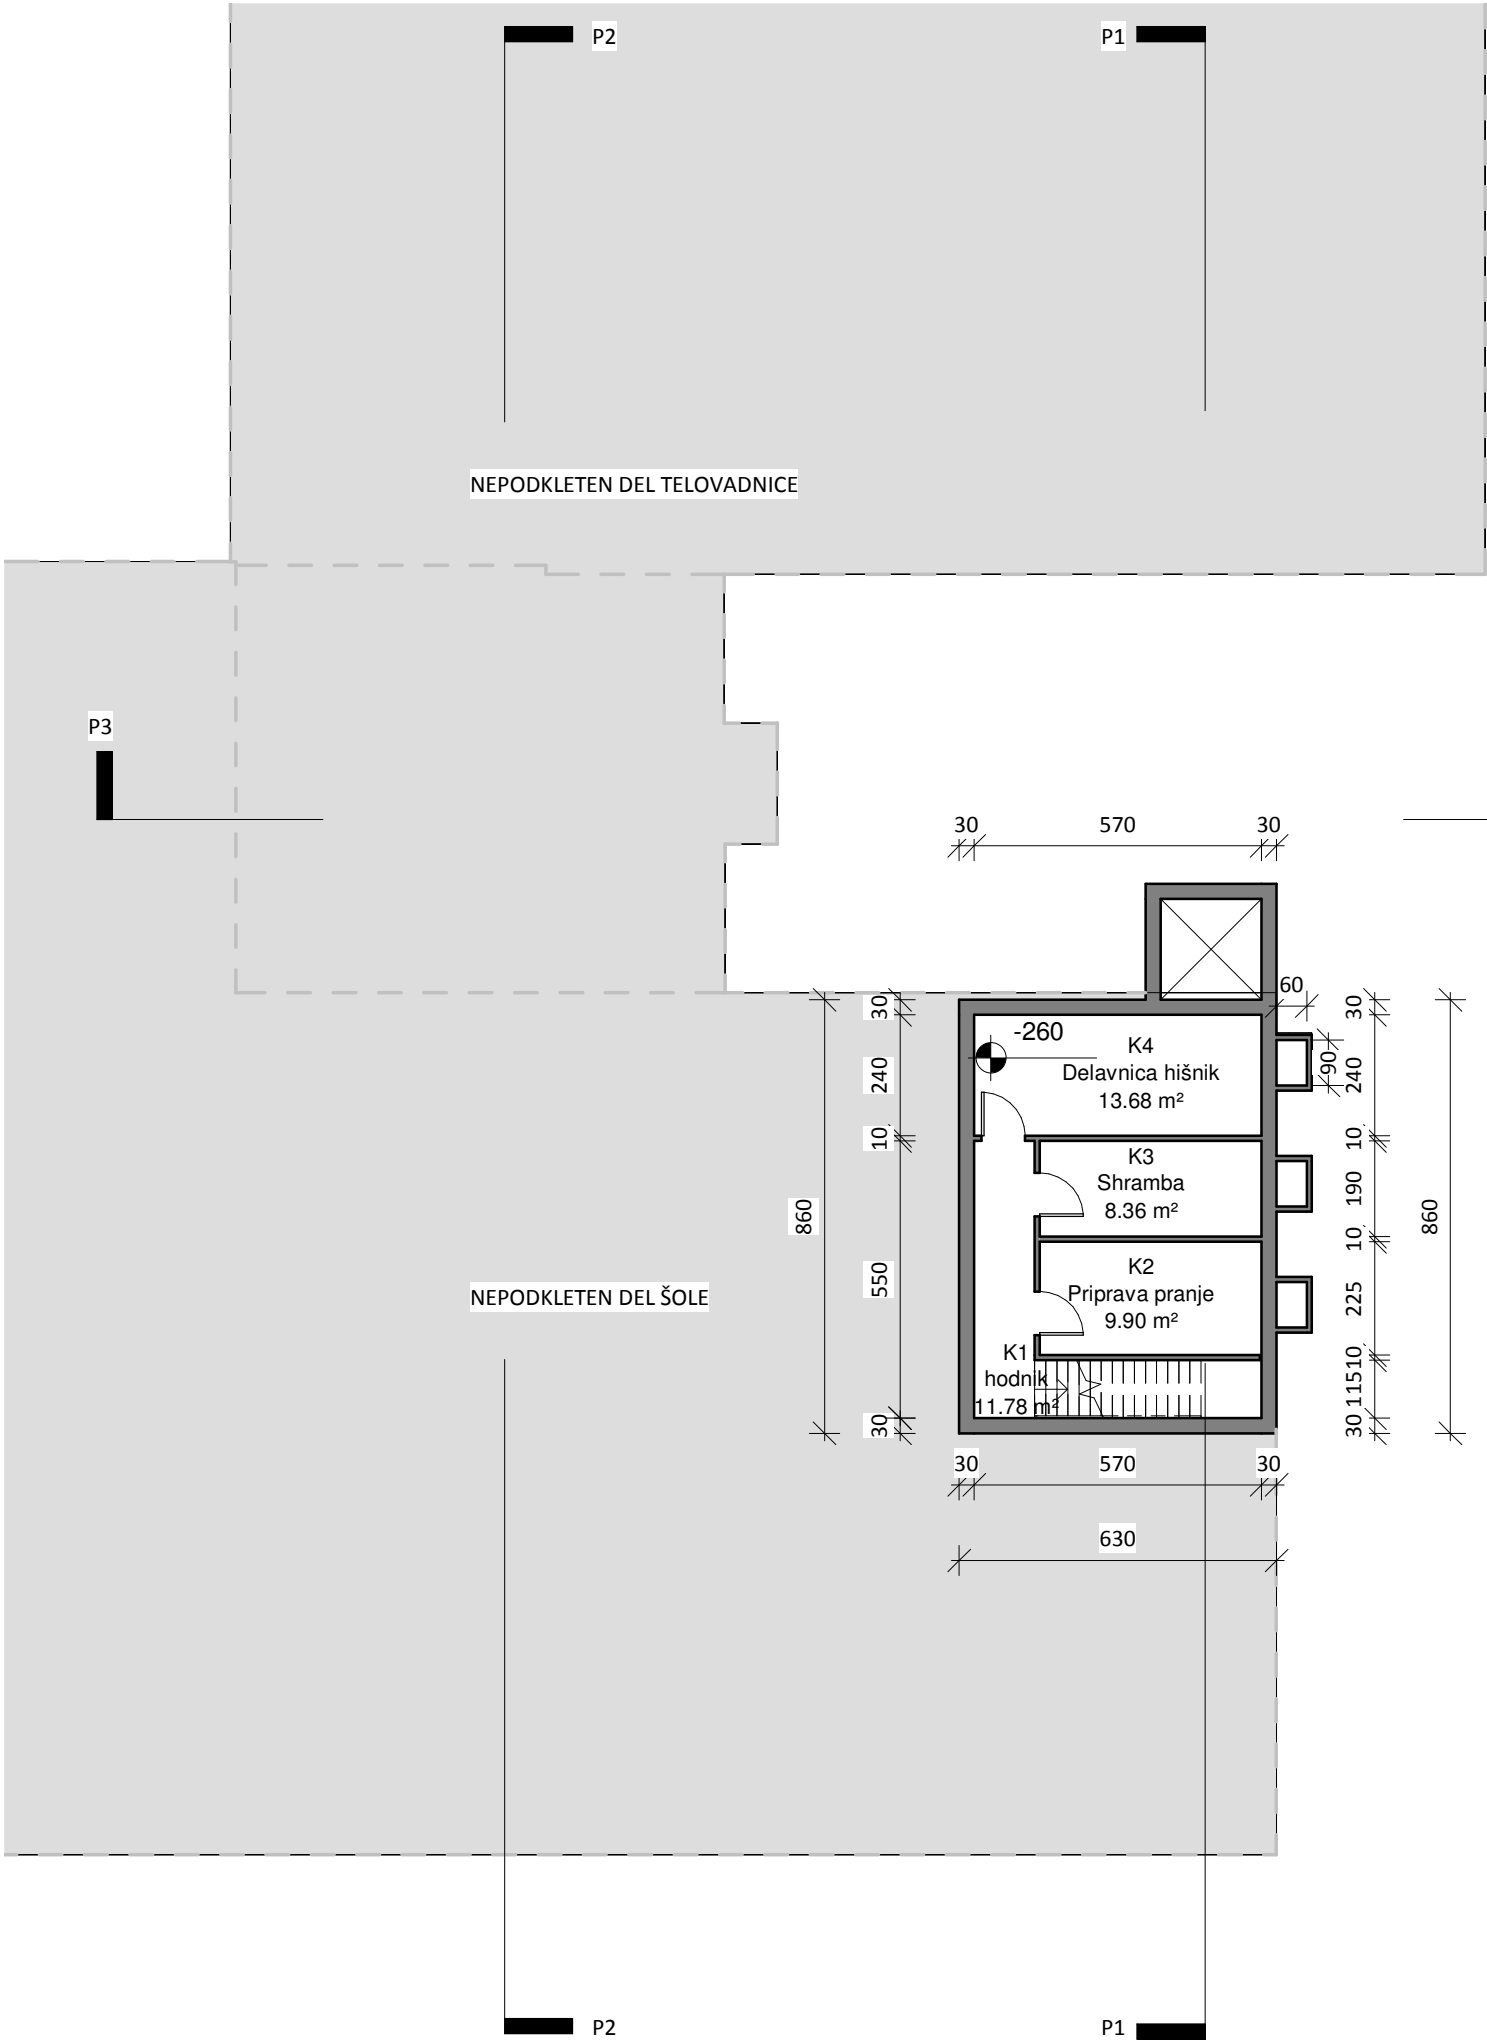 P2
P1
NEPODKLETEN DEL TELOVADNICE
P3
30 570 30
60
30
240
10
550
30
860
-260
K4
Delavnica hišnik
13.68 m²
K3
Shramba
8.36 m²
K2
Priprava pranje
9.90 m²
K1
hodnik
11.78 m²
90
30
240
10
190
10
225
10
115
30
860
NEPODKLETEN DEL ŠOLE
30 570 30
630
P2
P1